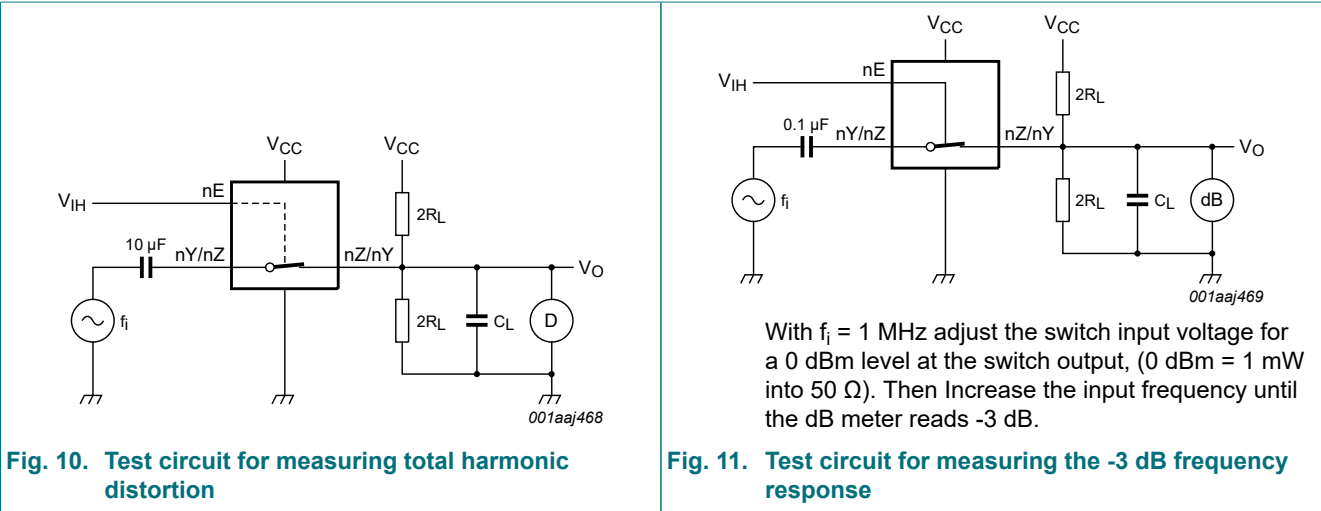 VCC
VCC
VIH
nE
2RL
10 µF
nY/nZ
nZ/nY
VO
fi
2RL
CL
D
001aaj468
Fig. 10. Test circuit for measuring total harmonic
distortion
VCC
VCC
VIH
nE
2RL
0.1 µF
nY/nZ
nZ/nY
VO
fi
2RL
CL
dB
001aaj469
With fi = 1 MHz adjust the switch input voltage for
a 0 dBm level at the switch output, (0 dBm = 1 mW
into 50 Ω). Then Increase the input frequency until
the dB meter reads -3 dB.
Fig. 11. Test circuit for measuring the -3 dB frequency
response